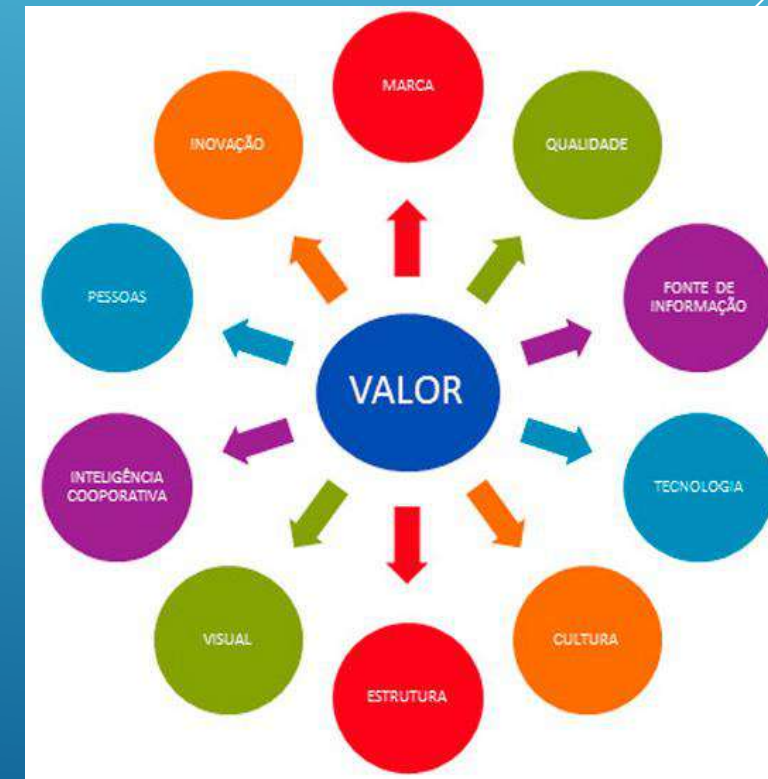 MARCA
QUALIDADE
FONTE DE
INFORMAÇÃO
TECNOLOGIA
CULTURA
ESTRUTURA
VISUAL
INTELIGÊNCIA
COOPORATIVA
PESSOAS
INOVAÇÃO
VALOR